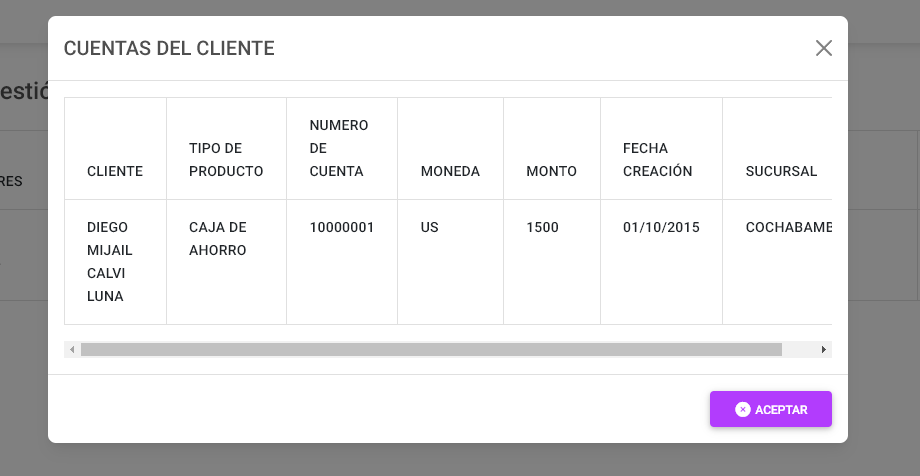 CUENTAS DEL CLIENTE
estió
RES
CLIENTE
TIPO DE
PRODUCTO
NUMERO
DE
CUENTA
MONEDA
MONTO
FECHA
CREACIÓN
SUCURSAL
DIEGO
MIJAIL
CALVI
LUNA
CAJA DE
AHORRO
10000001
US
1500
01/10/2015
COCHABAMB
ACEPTAR